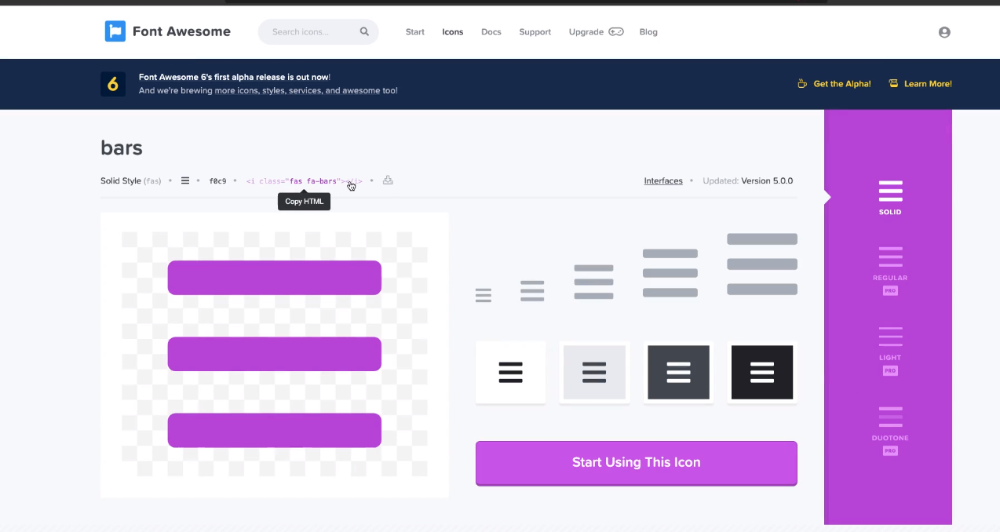 Font Awesome
Search icons...
Start
Icons
Docs
Support
Upgrade
Blog
6
Font Awesome 6's first alpha release is out now!
And we're brewing more icons, styles, services, and awesome too!
Get the Alpha!
Learn More!
bars
Solid Style (fas) • • f0c9 • <i class="fas fa-bars"></i> •
Interfaces • Updated: Version 5.0.0
Copy HTML
SOLID
REGULAR
PRO
LIGHT
PRO
DUOTONE
PRO
Start Using This Icon